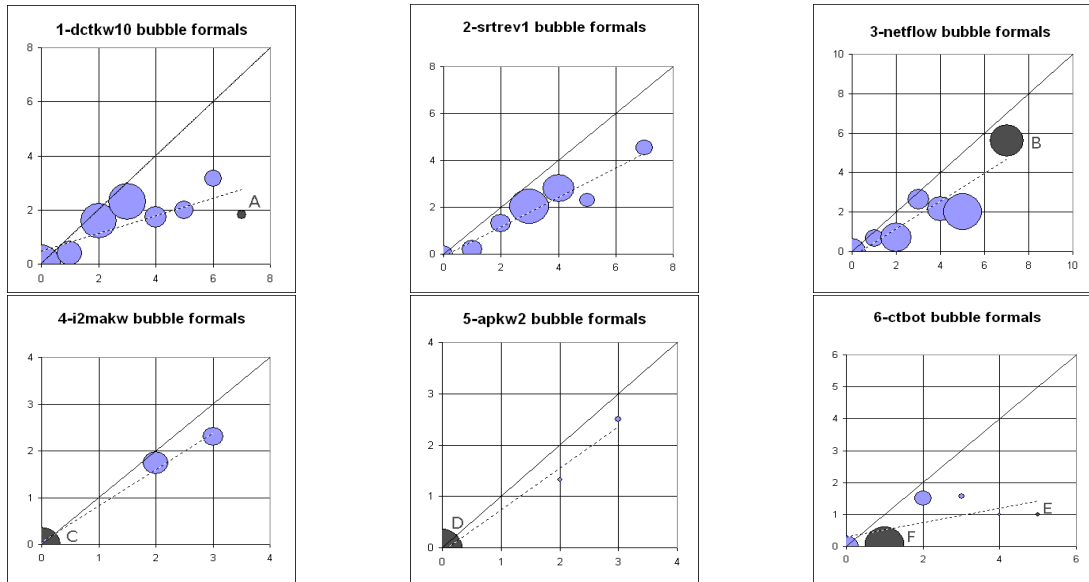 1-dctkw10 bubble formals
8
6
4
2
0
A
0 2 4 6 8
2-srtrev1 bubble formals
8
6
4
2
0
0 2 4 6 8
3-netflow bubble formals
10
8
6
4
2
0
B
0 2 4 6 8 10
4-i2makw bubble formals
4
3
2
1
0
C
0 1 2 3 4
5-apkw2 bubble formals
4
3
2
1
0
D
0 1 2 3 4
6-ctbot bubble formals
6
5
4
3
2
1
0
E
F
0 2 4 6